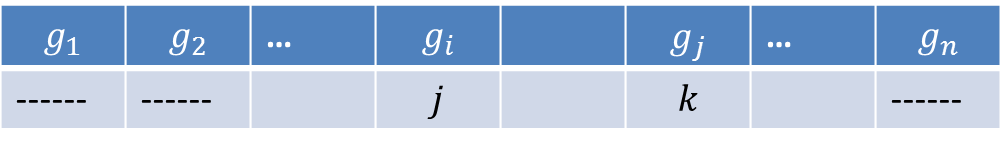 g₁ g₂ ... gᵢ gⱼ ... gₙ
------ ------ j k ------